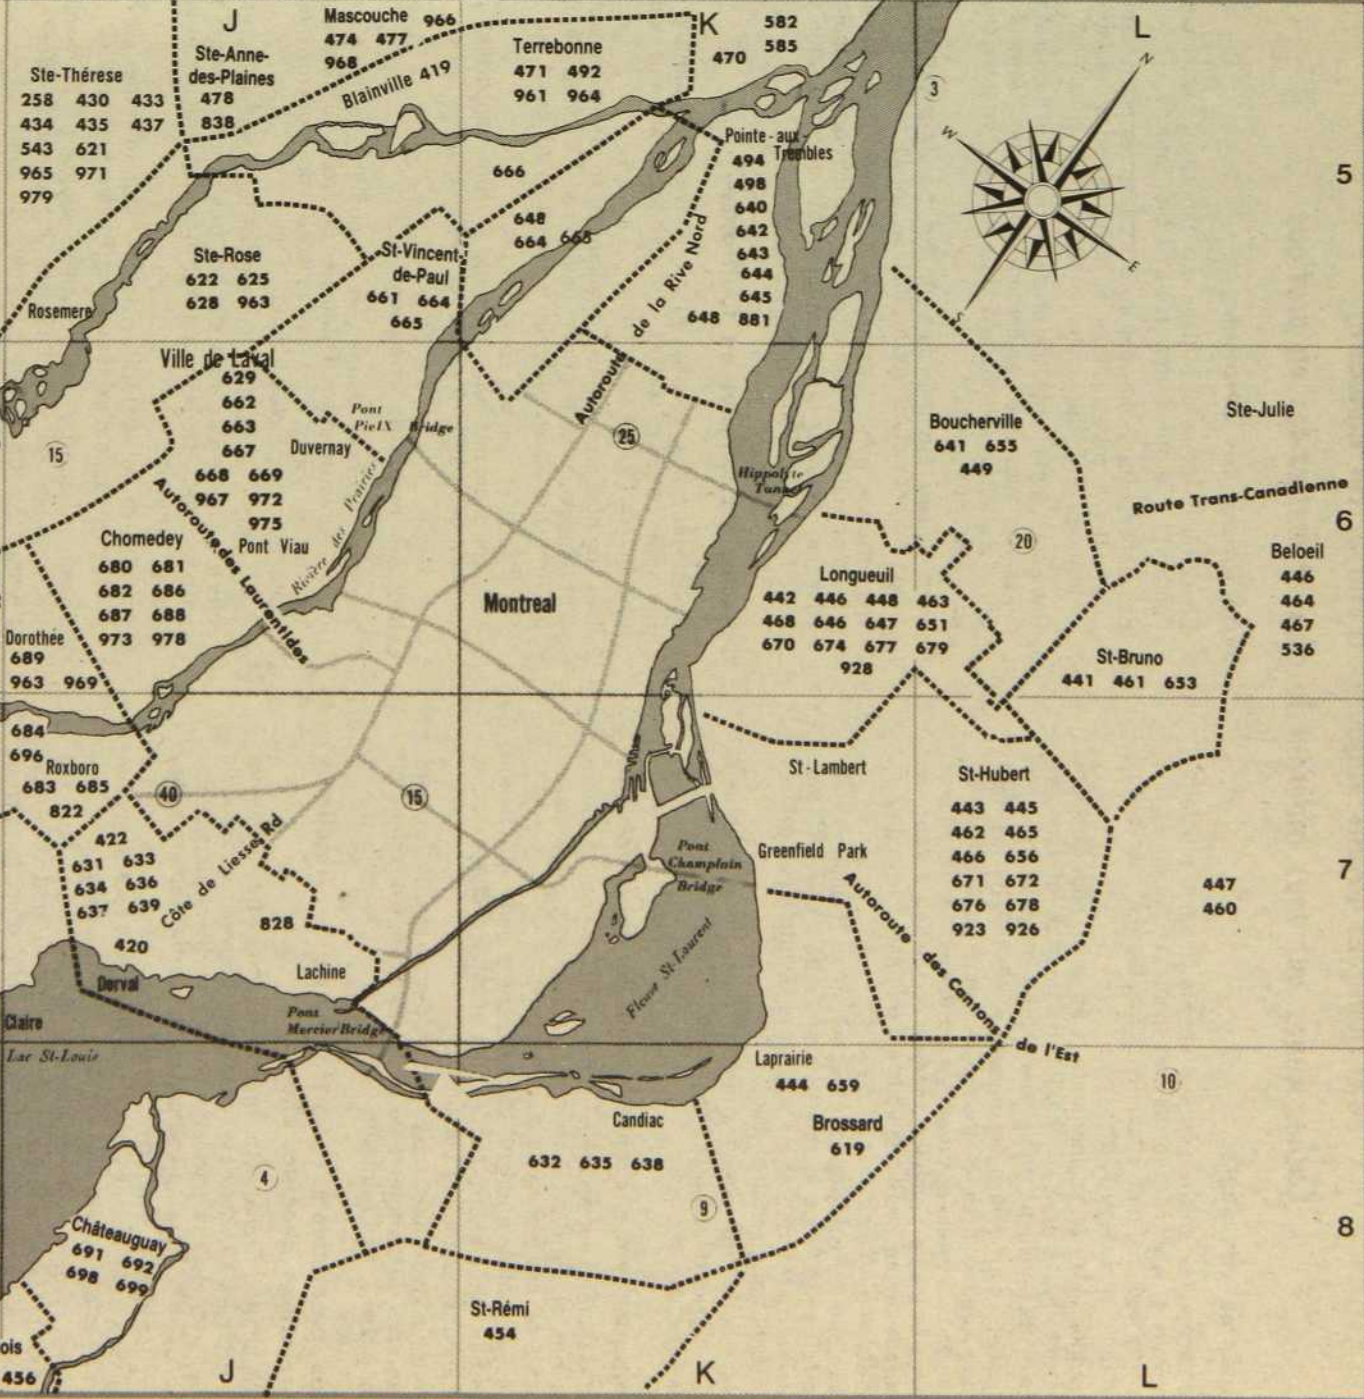 J
K
L
Mascouche 966
474 477
968
Ste-Anne-
des-Plaines
478
838
Blainville 419
Terrebonne
471 492
961 964
582
585
470
3
N
W
E
S
5
Ste-Thérese
258 430 433
434 435 437
543 621
965 971
979
Pointe-aux-
Trembles
494
498
640
642
643
644
645
648 881
666
648
664 665
Autoroute de la Rive Nord
Ste-Rose
622 625
628 963
St-Vincent-
de-Paul
661 664
665
Rosemere
Ville de Laval
629
662
663
667
668 669
967 972
975
Duvernay
Pont Viau
Pont
Pie IX Bridge
Rivière des Prairies
15
Autoroute des Laurentides
Chomedey
680 681
682 686
687 688
973 978
Dorothée
689
963 969
25
Hippolyte
Tunnel
Montreal
Boucherville
641 655
449
Ste-Julie
Route Trans-Canadienne
6
20
Beloeil
446
464
467
536
Longueuil
442 446 448 463
468 646 647 651
670 674 677 679
928
St-Bruno
441 461 653
684
696
Roxboro
683 685
822
40
15
422
631 633
634 636
637 639
420
Côte de Liesse Rd
828
Lachine
Dorval
Claire
Lac St-Louis
Pont
Mercier Bridge
St-Lambert
St-Hubert
443 445
462 465
466 656
671 672
676 678
923 926
Greenfield Park
Pont
Champlain
Bridge
Fleuve St-Laurent
Autoroute des Cantons de l'Est
447
460
7
Laprairie
444 659
Brossard
619
10
Candiac
632 635 638
4
9
8
Châteauguay
691 692
698 699
St-Rémi
454
ois
456
J
K
L